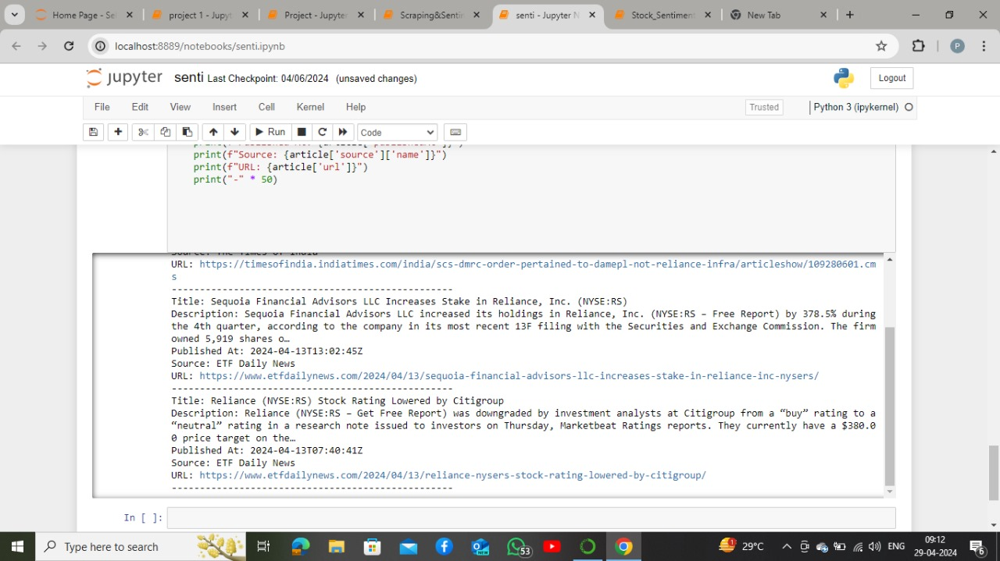 Home Page - Se
project 1 - Jupyt
Project - Jupyter
Scraping&Sentir
senti - Jupyter N
Stock_Sentiment
New Tab
localhost:8889/notebooks/senti.ipynb
P
jupyter senti Last Checkpoint: 04/06/2024 (unsaved changes)
Logout
File Edit View Insert Cell Kernel Help
Trusted
Python 3 (ipykernel)
Run
Code
print(f"Source: {article['source']['name']}")
print(f"URL: {article['url']}")
print("-" * 50)
Source: The Times of India
URL: https://timesofindia.indiatimes.com/india/scs-dmrc-order-pertained-to-damepl-not-reliance-infra/articleshow/109280601.cm
s
--------------------------------------------------
Title: Sequoia Financial Advisors LLC Increases Stake in Reliance, Inc. (NYSE:RS)
Description: Sequoia Financial Advisors LLC increased its holdings in Reliance, Inc. (NYSE:RS – Free Report) by 378.5% during
the 4th quarter, according to the company in its most recent 13F filing with the Securities and Exchange Commission. The firm
owned 5,919 shares o…
Published At: 2024-04-13T13:02:45Z
Source: ETF Daily News
URL: https://www.etfdailynews.com/2024/04/13/sequoia-financial-advisors-llc-increases-stake-in-reliance-inc-nysers/
--------------------------------------------------
Title: Reliance (NYSE:RS) Stock Rating Lowered by Citigroup
Description: Reliance (NYSE:RS – Get Free Report) was downgraded by investment analysts at Citigroup from a “buy” rating to a
“neutral” rating in a research note issued to investors on Thursday, Marketbeat Ratings reports. They currently have a $380.0
0 price target on the…
Published At: 2024-04-13T07:40:41Z
Source: ETF Daily News
URL: https://www.etfdailynews.com/2024/04/13/reliance-nysers-stock-rating-lowered-by-citigroup/
--------------------------------------------------
In [ ]:
Type here to search
53
1
29°C
ENG
09:12
29-04-2024
6